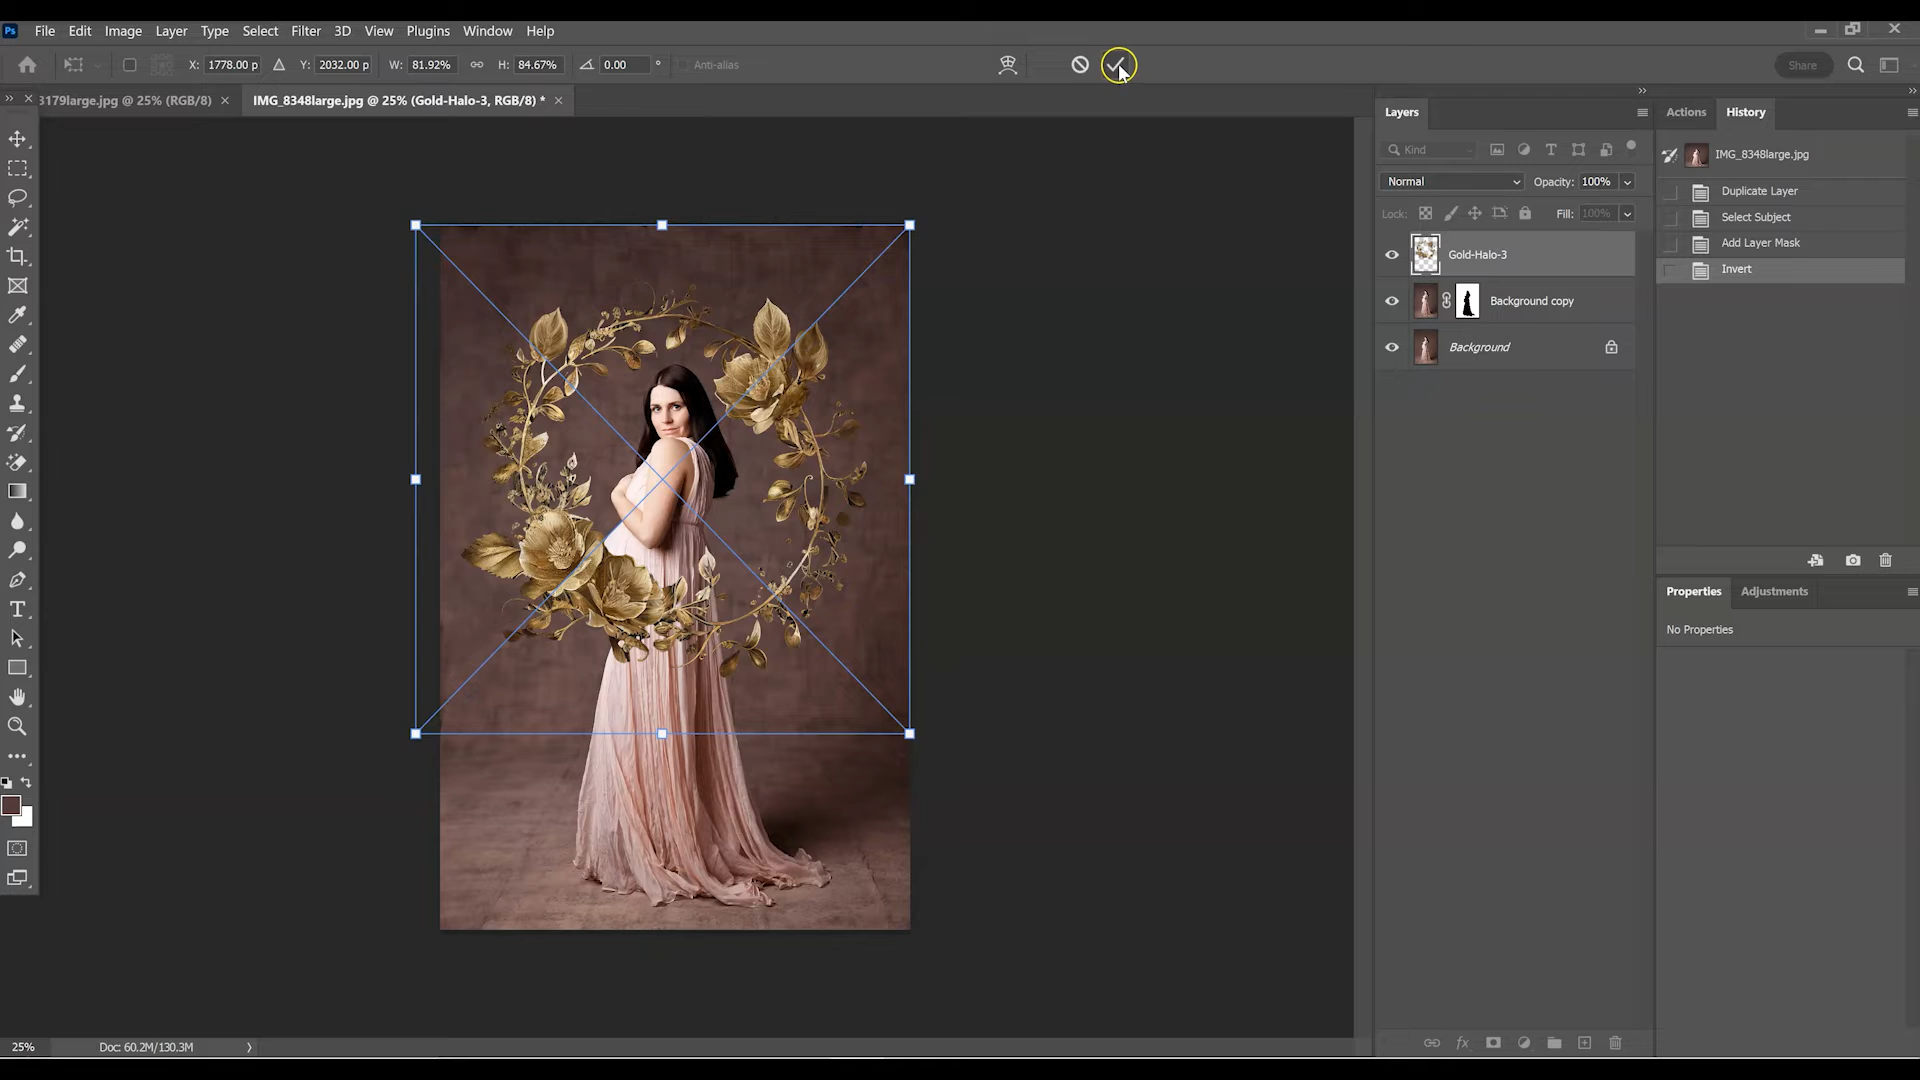 Ps File Edit Image Layer Type Select Filter 3D View Plugins Window Help
X: 1778.00 p Y: 2032.00 p W: 81.92% H: 84.67% 0.00 ° Anti-alias Share
3179large.jpg @ 25% (RGB/8) × IMG_8348large.jpg @ 25% (Gold-Halo-3, RGB/8) * ×
Layers
Kind
Normal Opacity: 100%
Lock: Fill: 100%
Gold-Halo-3
Background copy
Background
Actions History
IMG_8348large.jpg
Duplicate Layer
Select Subject
Add Layer Mask
Invert
Properties Adjustments
No Properties
25% Doc: 60.2M/130.3M